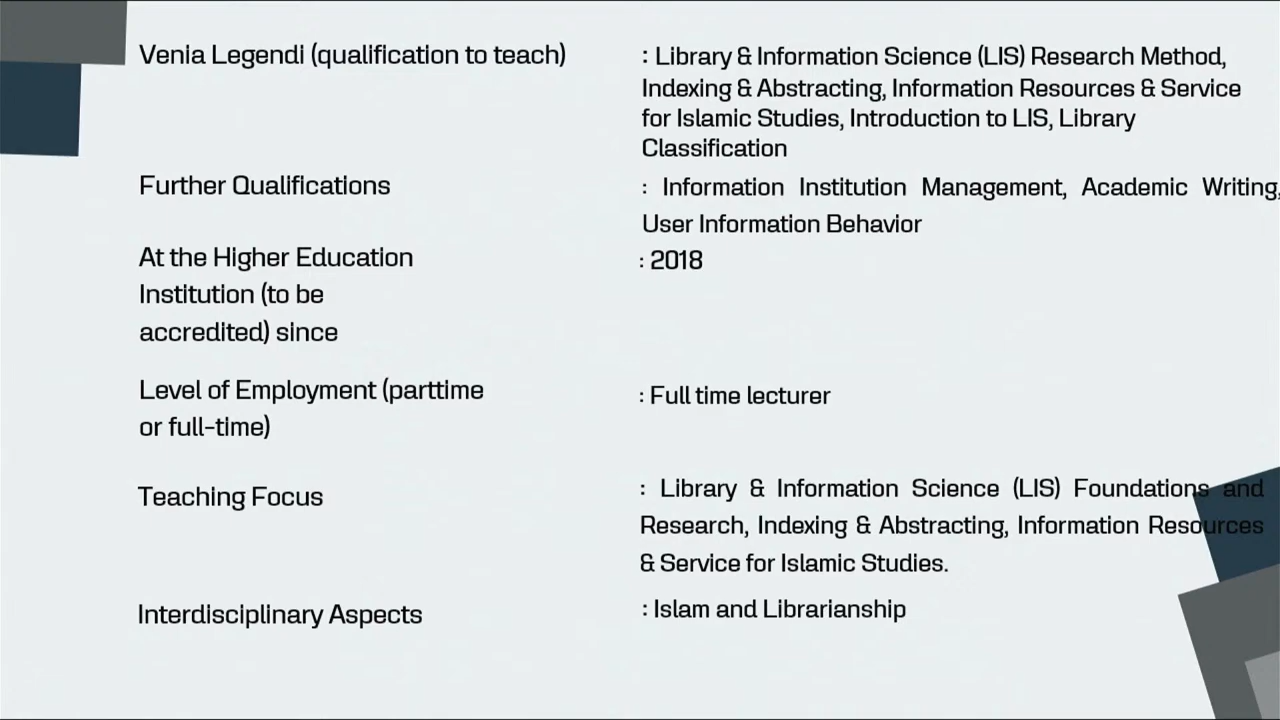 Venia Legendi (qualification to teach)
: Library & Information Science (LIS) Research Method,
Indexing & Abstracting, Information Resources & Service
for Islamic Studies, Introduction to LIS, Library
Classification
Further Qualifications
: Information Institution Management, Academic Writing,
User Information Behavior
At the Higher Education
Institution (to be
accredited) since
: 2018
Level of Employment (parttime
or full-time)
: Full time lecturer
Teaching Focus
: Library & Information Science (LIS) Foundations and
Research, Indexing & Abstracting, Information Resources
& Service for Islamic Studies.
Interdisciplinary Aspects
: Islam and Librarianship